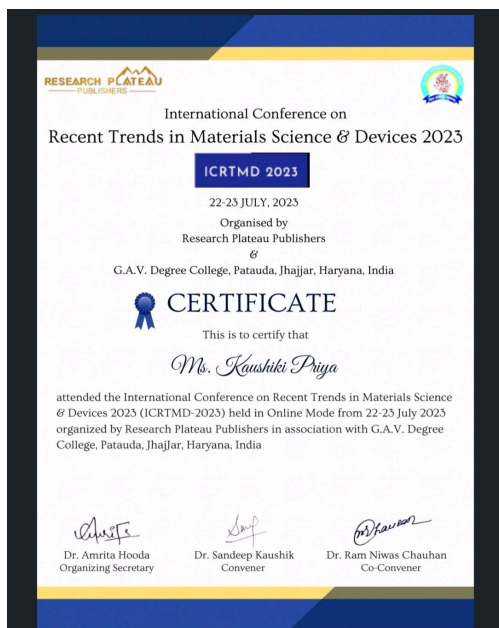 RESEARCH PLATEAU
PUBLISHERS
International Conference on
Recent Trends in Materials Science & Devices 2023
ICRTMD 2023
22-23 JULY, 2023
Organised by
Research Plateau Publishers
&
G.A.V. Degree College, Patauda, Jhajjar, Haryana, India
CERTIFICATE
This is to certify that
Ms. Kaushiki Priya
attended the International Conference on Recent Trends in Materials Science
& Devices 2023 (ICRTMD-2023) held in Online Mode from 22-23 July 2023
organized by Research Plateau Publishers in association with G.A.V. Degree
College, Patauda, JhajJar, Haryana, India
Dr. Amrita Hooda
Dr. Sandeep Kaushik
Dr. Ram Niwas Chauhan
Organizing Secretary
Convener
Co-Convener